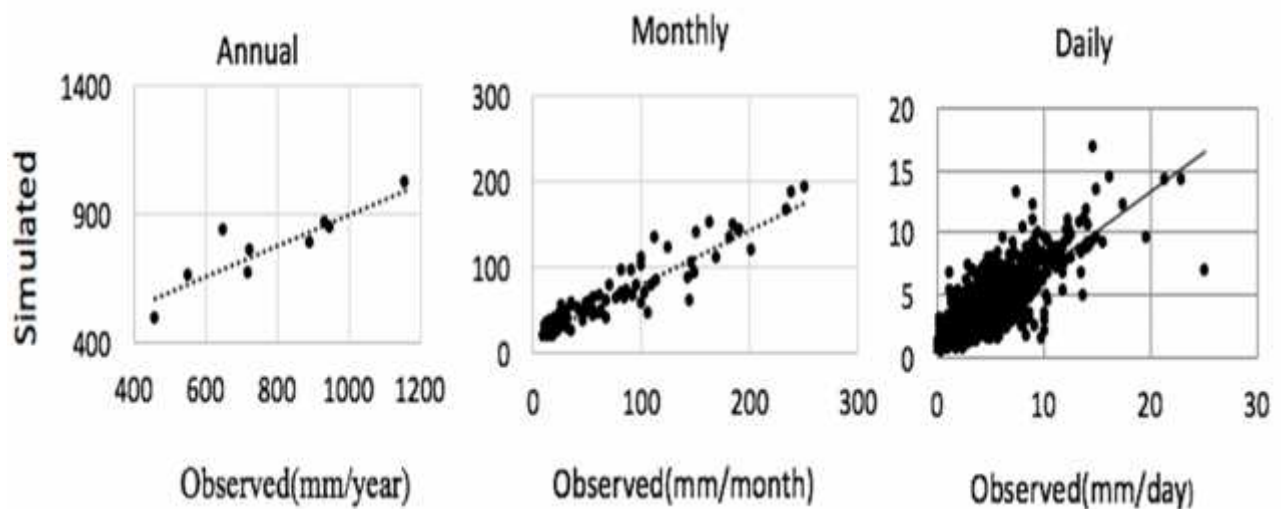 Annual
Simulated
1400
900
400
400 600 800 1000 1200
Observed(mm/year)
Monthly
300
200
100
0
0 100 200 300
Observed(mm/month)
Daily
20
15
10
5
0
0 10 20 30
Observed(mm/day)